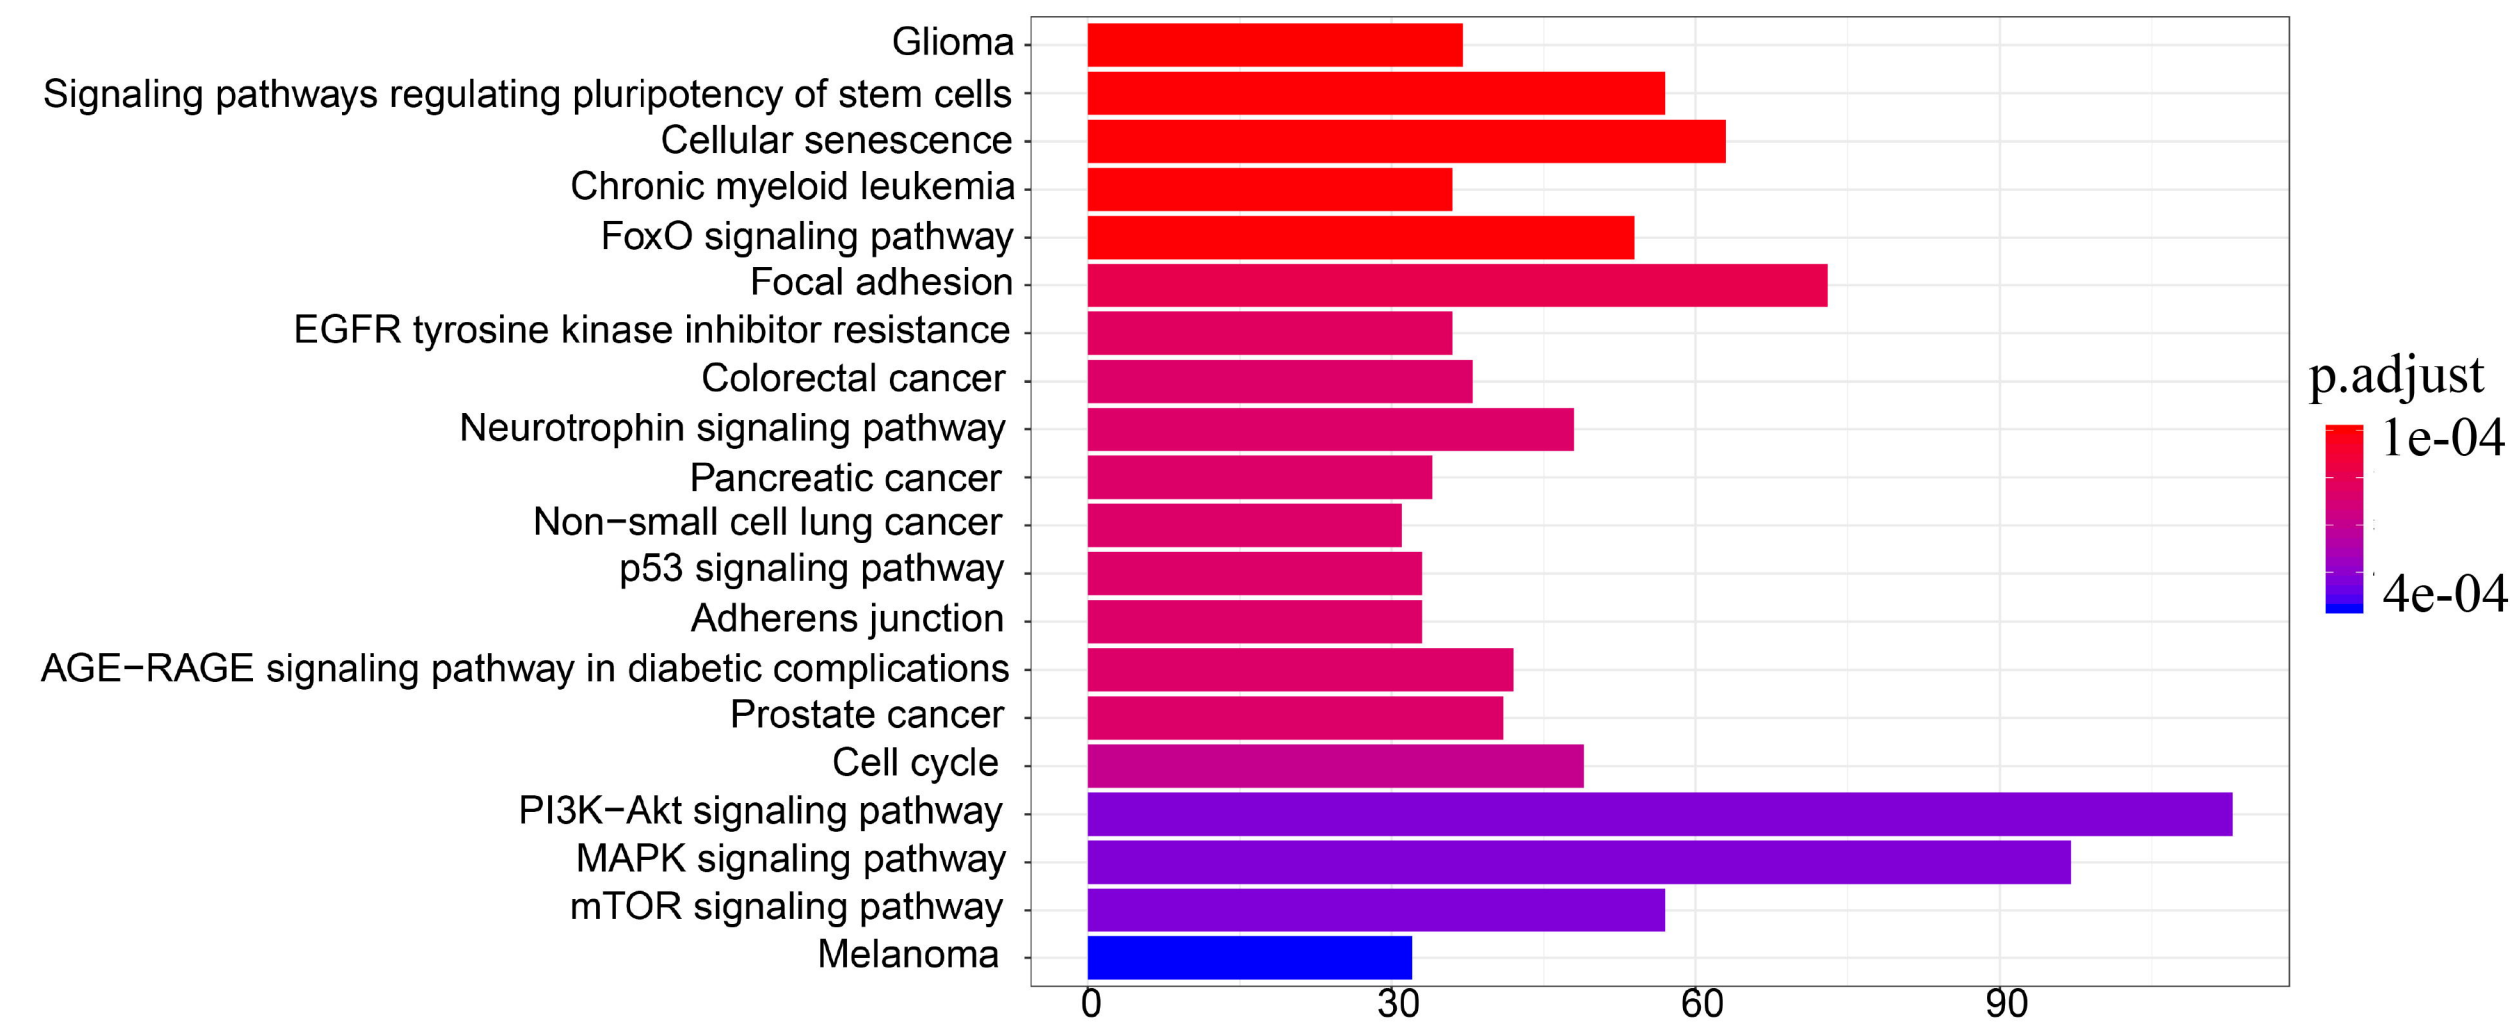 Glioma
Signaling pathways regulating pluripotency of stem cells
Cellular senescence
Chronic myeloid leukemia
FoxO signaling pathway
Focal adhesion
EGFR tyrosine kinase inhibitor resistance
Colorectal cancer
Neurotrophin signaling pathway
Pancreatic cancer
Non−small cell lung cancer
p53 signaling pathway
Adherens junction
AGE−RAGE signaling pathway in diabetic complications
Prostate cancer
Cell cycle
PI3K−Akt signaling pathway
MAPK signaling pathway
mTOR signaling pathway
Melanoma
0 30 60 90
p.adjust
1e-04
4e-04